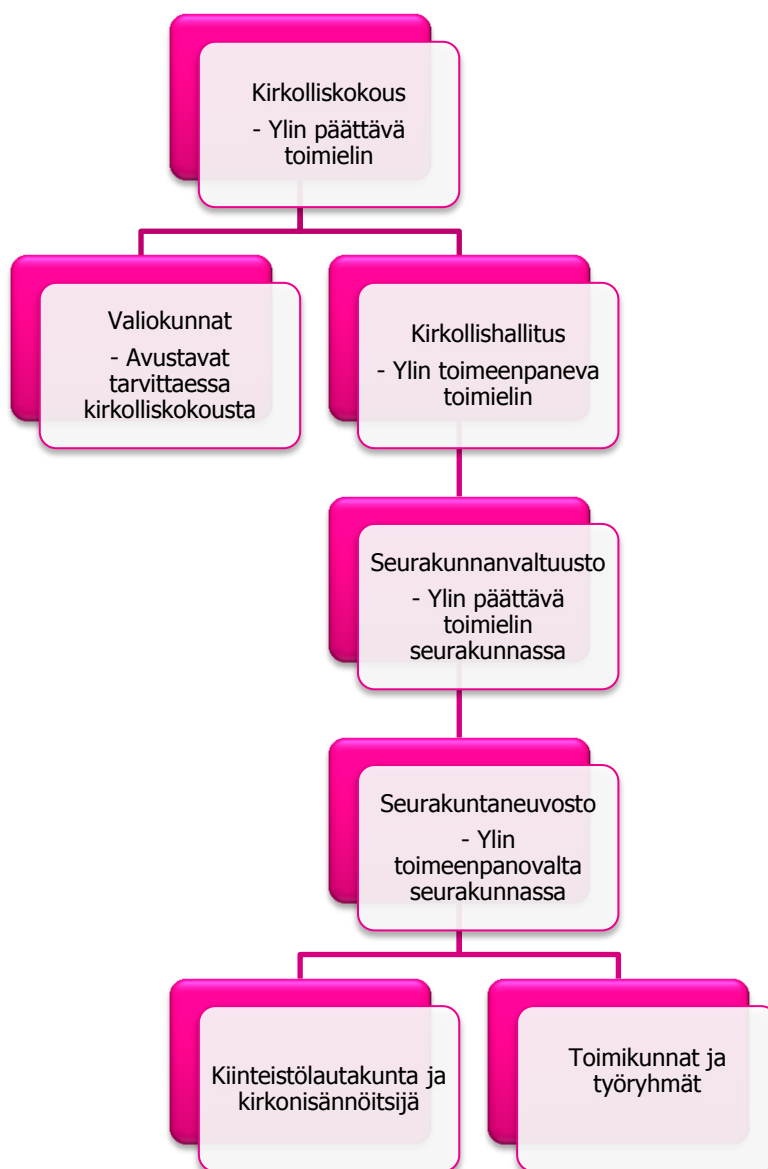 Kirkolliskokous
- Ylin päättävä
toimielin
Valiokunnat
- Avustavat
tarvittaessa
kirkolliskokousta
Kirkollishallitus
- Ylin toimeenpaneva
toimielin
Seurakunnanvaltuusto
- Ylin päättävä
toimielin
seurakunnassa
Seurakuntaneuvosto
- Ylin
toimeenpanovalta
seurakunnassa
Kiinteistölautakunta ja
kirkonisännöitsijä
Toimikunnat ja
työryhmät